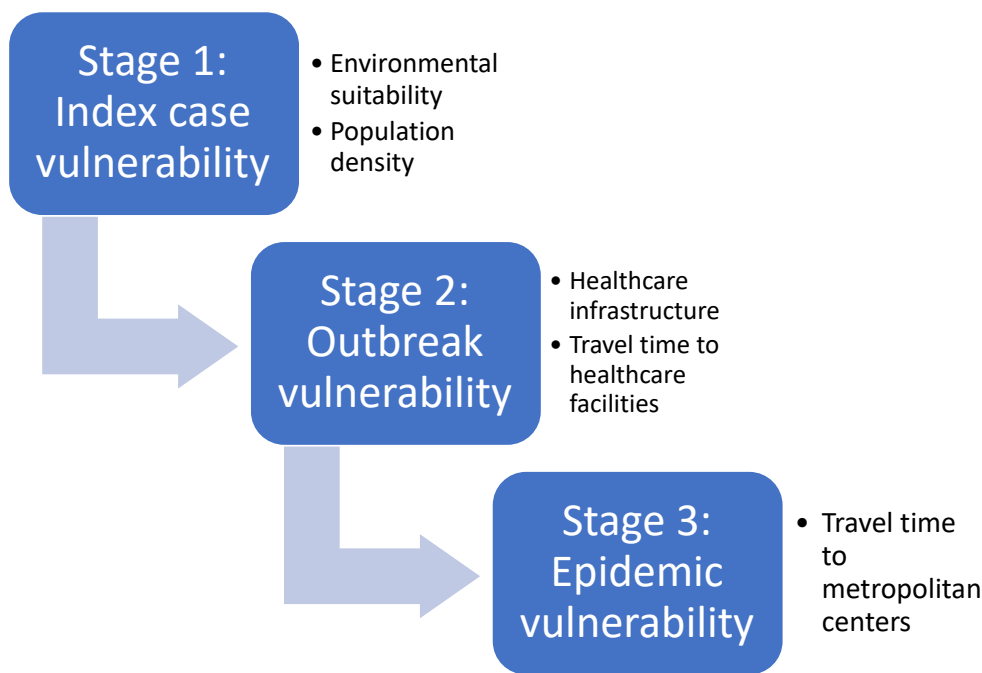 Stage 1:
Index case
vulnerability
• Environmental
suitability
• Population
density
Stage 2:
Outbreak
vulnerability
• Healthcare
infrastructure
• Travel time to
healthcare
facilities
Stage 3:
Epidemic
vulnerability
• Travel time
to
metropolitan
centers